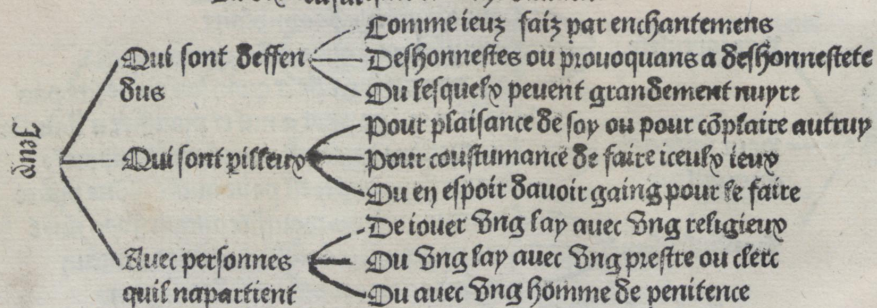 Jeux
Qui sont deffen
dus
Comme ieuz faiz par enchantemens
Deshonnestes ou prouoquans a deshonnestete
Ou lesquelx peuent grandement nuyre
Qui sont pilleux
Pour plaisance de soy ou pour cõplaire autruy
Pour coustumance de faire iceulx ieux
Ou en espoir dauoir gaing pour le faire
Auec personnes
quil napartient
De iouer vng lay auec vng religieux
Ou vng lay auec vng prestre ou clerc
Ou auec vng homme de penitence